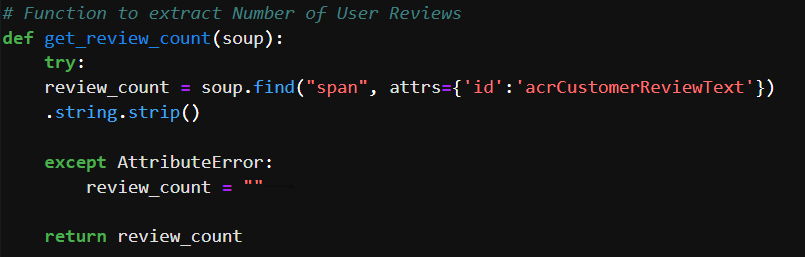 # Function to extract Number of User Reviews
def get_review_count(soup):
    try:
    review_count = soup.find("span", attrs={'id':'acrCustomerReviewText'})
    .string.strip()

    except AttributeError:
        review_count = ""

    return review_count